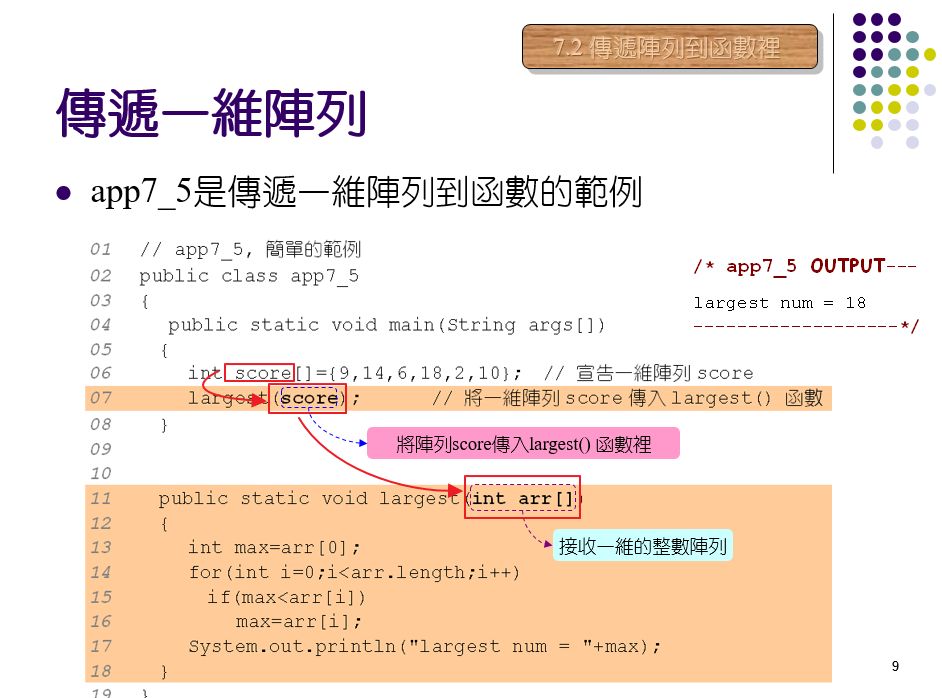 7.2 傳遞陣列到函數裡
傳遞一維陣列
app7_5是傳遞一維陣列到函數的範例
01 // app7_5, 簡單的範例
02 public class app7_5
03 {
04 public static void main(String args[])
05 {
06 int score[]={9,14,6,18,2,10}; // 宣告一維陣列 score
07 largest(score); // 將一維陣列 score 傳入 largest() 函數
08 }
09
10
11 public static void largest(int arr[])
12 {
13 int max=arr[0];
14 for(int i=0;i<arr.length;i++)
15 if(max<arr[i])
16 max=arr[i];
17 System.out.println("largest num = "+max);
18 }
19 }
/* app7_5 OUTPUT---
largest num = 18
-------------------*/
將陣列score傳入largest() 函數裡
接收一維的整數陣列
9